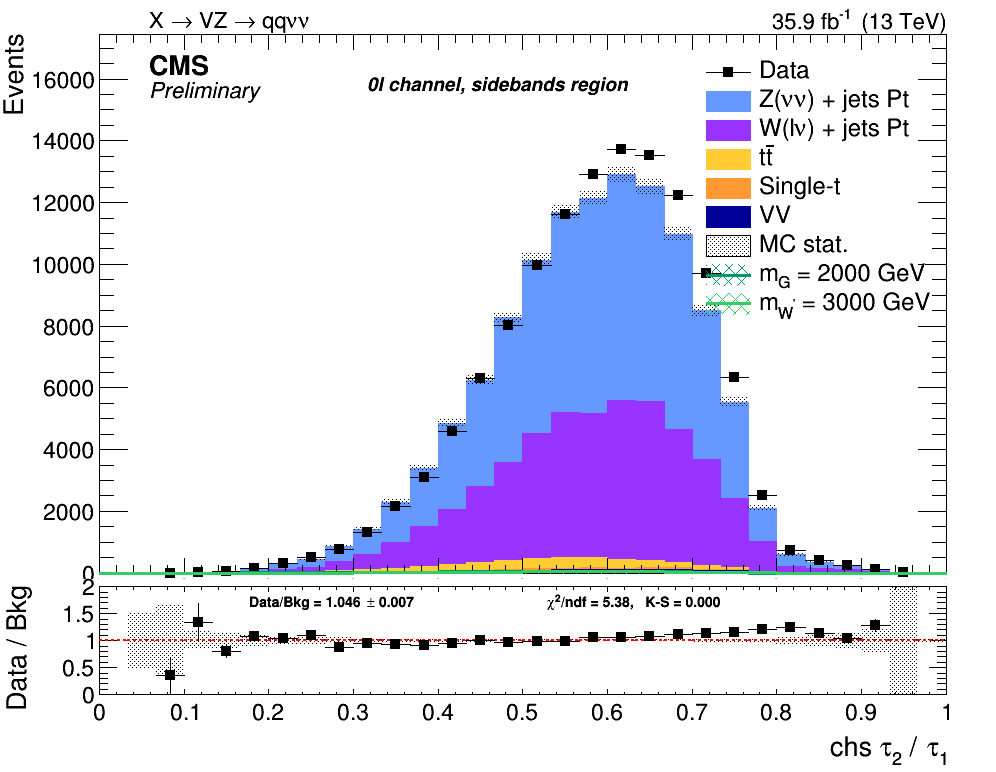 X → VZ → qqνν
35.9 fb⁻¹ (13 TeV)
Events
CMS
Preliminary
0l channel, sidebands region
Data
Z(νν) + jets Pt
W(lν) + jets Pt
tt̄
Single-t
VV
MC stat.
m_G = 2000 GeV
m_W' = 3000 GeV
16000
14000
12000
10000
8000
6000
4000
2000
0
Data / Bkg
Data/Bkg = 1.046 ± 0.007
χ²/ndf = 5.38, K-S = 0.000
2
1.5
1
0.5
0
0 0.1 0.2 0.3 0.4 0.5 0.6 0.7 0.8 0.9 1
chs τ₂ / τ₁